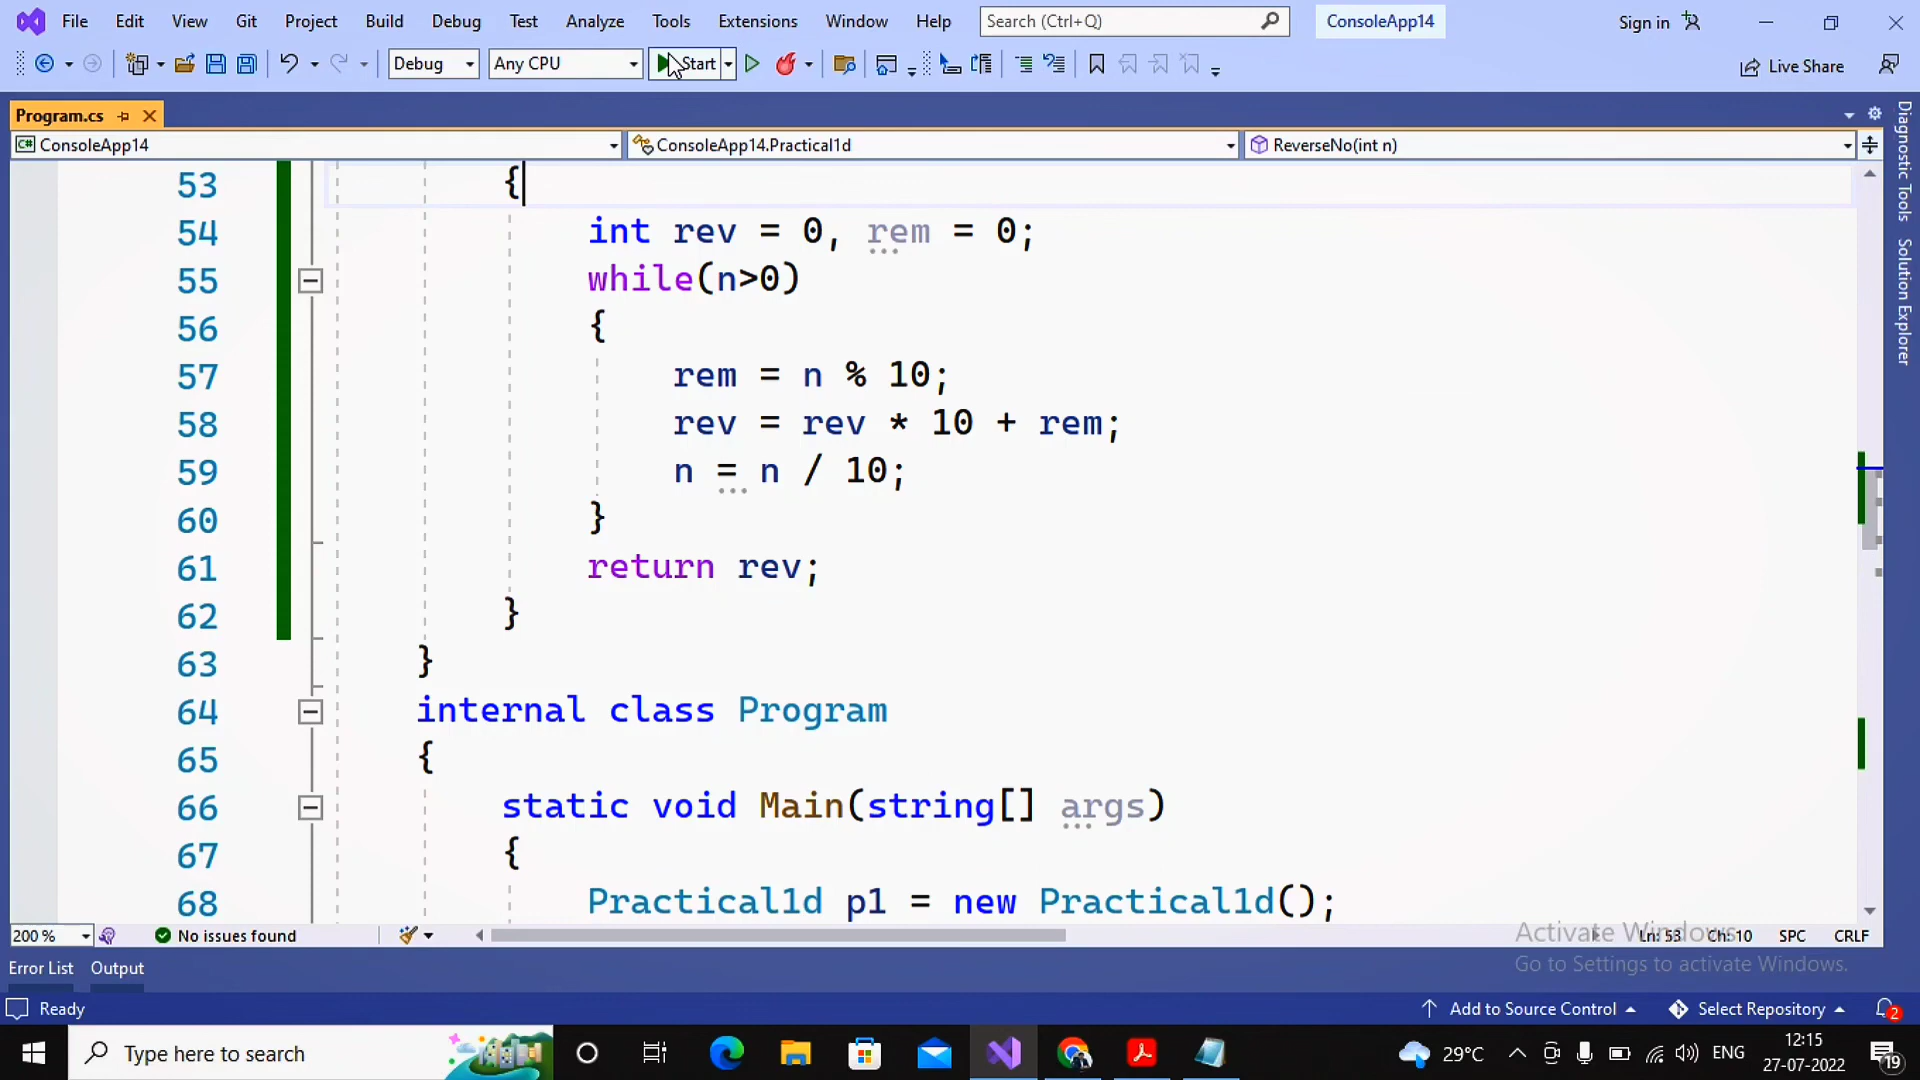 File Edit View Git Project Build Debug Test Analyze Tools Extensions Window Help Search (Ctrl+Q) ConsoleApp14 Sign in
Debug Any CPU Start Live Share
Program.cs
ConsoleApp14 ConsoleApp14.Practical1d ReverseNo(int n)
53 {
54 int rev = 0, rem = 0;
55 while(n>0)
56 {
57 rem = n % 10;
58 rev = rev * 10 + rem;
59 n = n / 10;
60 }
61 return rev;
62 }
63 }
64 internal class Program
65 {
66 static void Main(string[] args)
67 {
68 Practical1d p1 = new Practical1d();
Diagnostic Tools
Solution Explorer
200 % No issues found Ln: 53 Ch: 10 SPC CRLF
Activate Windows
Go to Settings to activate Windows.
Error List Output
Ready Add to Source Control Select Repository 2
Type here to search 29°C ENG 12:15
27-07-2022 19